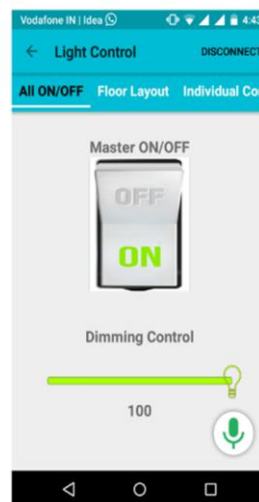 Vodafone IN | Idea 4:43
Light Control DISCONNECT
All ON/OFF Floor Layout Individual Co
Master ON/OFF
OFF
ON
Dimming Control
100